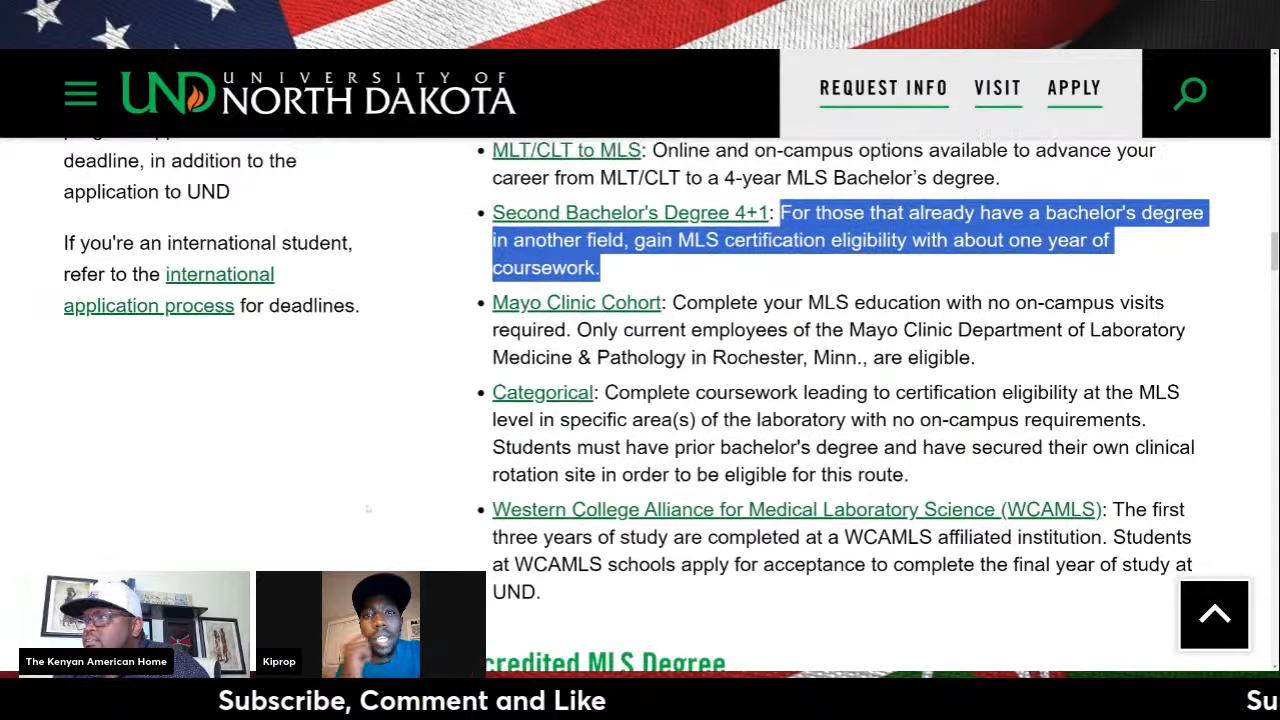 UND UNIVERSITY OF
NORTH DAKOTA
REQUEST INFO
VISIT
APPLY
deadline, in addition to the
application to UND
If you're an international student,
refer to the international
application process for deadlines.
• MLT/CLT to MLS: Online and on-campus options available to advance your
career from MLT/CLT to a 4-year MLS Bachelor’s degree.
• Second Bachelor's Degree 4+1: For those that already have a bachelor's degree
in another field, gain MLS certification eligibility with about one year of
coursework.
• Mayo Clinic Cohort: Complete your MLS education with no on-campus visits
required. Only current employees of the Mayo Clinic Department of Laboratory
Medicine & Pathology in Rochester, Minn., are eligible.
• Categorical: Complete coursework leading to certification eligibility at the MLS
level in specific area(s) of the laboratory with no on-campus requirements.
Students must have prior bachelor's degree and have secured their own clinical
rotation site in order to be eligible for this route.
• Western College Alliance for Medical Laboratory Science (WCAMLS): The first
three years of study are completed at a WCAMLS affiliated institution. Students
at WCAMLS schools apply for acceptance to complete the final year of study at
UND.
credited MLS Degree
The Kenyan American Home
Kiprop
Subscribe, Comment and Like
Su